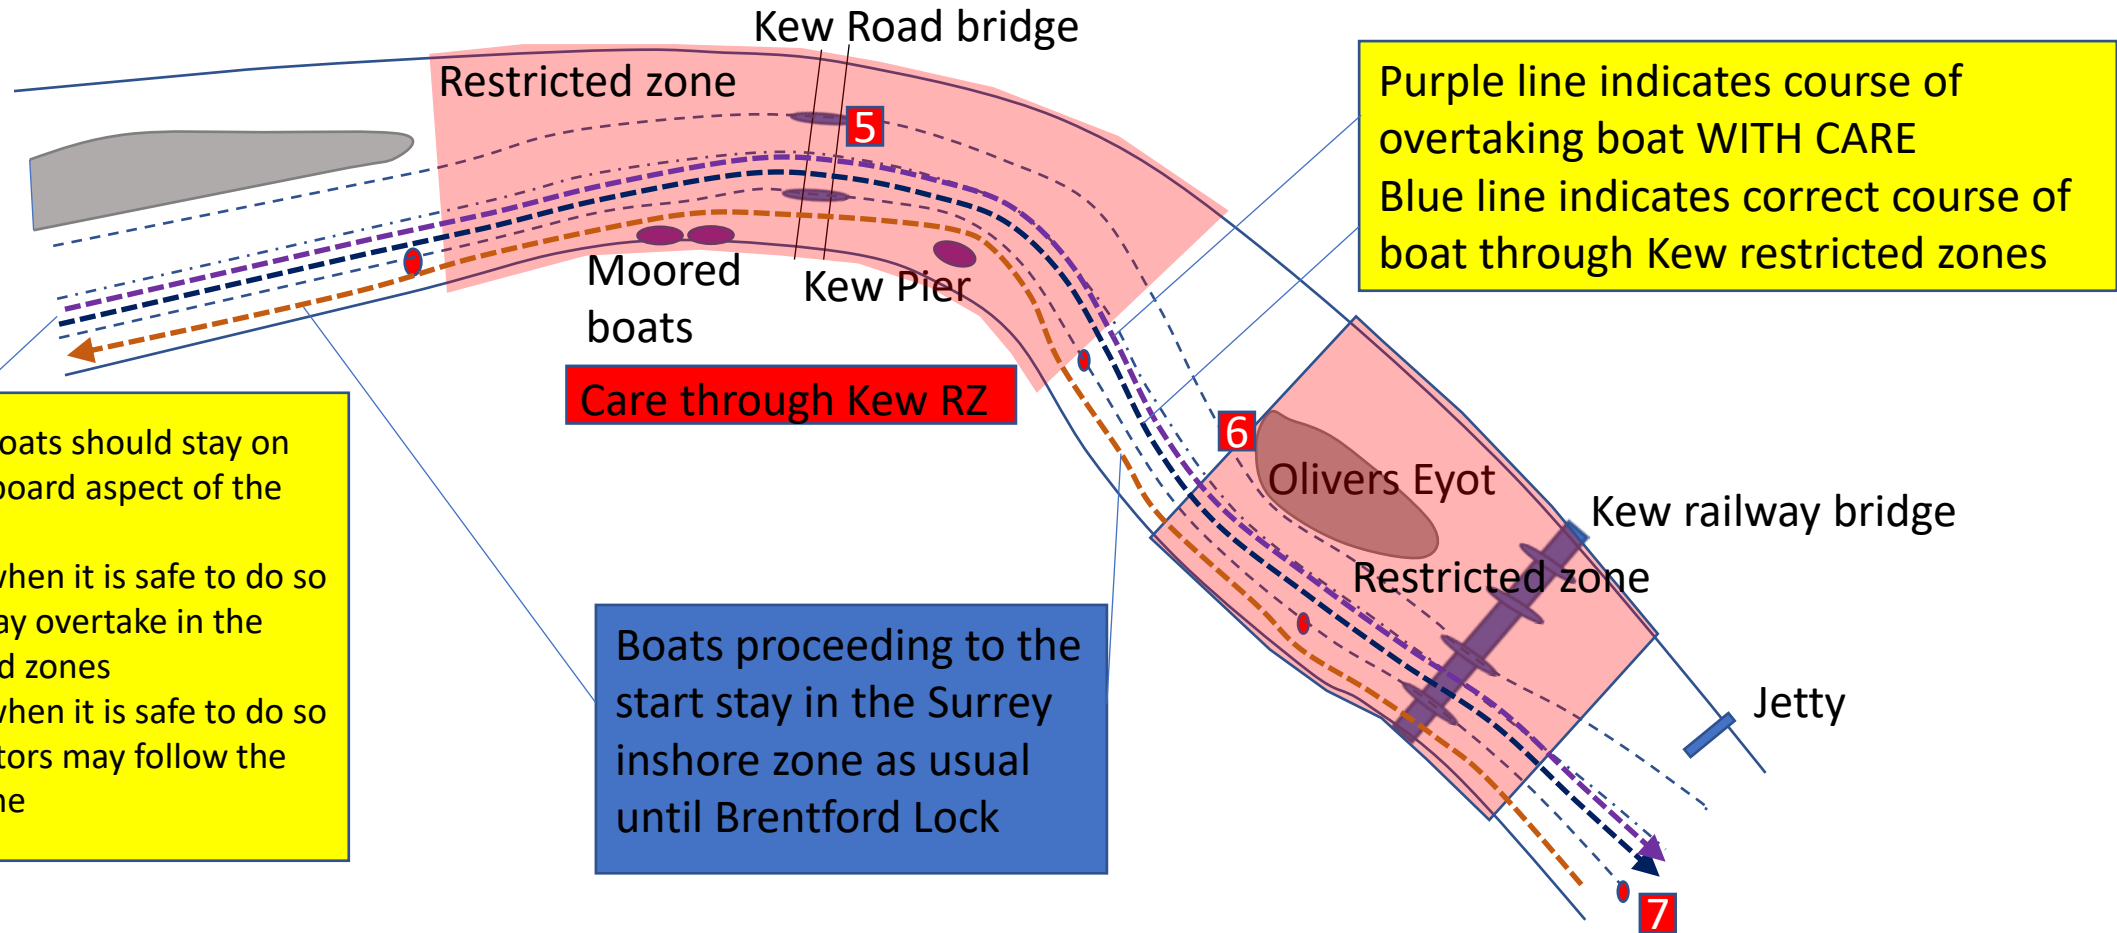 Kew Road bridge
Restricted zone
5
Purple line indicates course of
overtaking boat WITH CARE
Blue line indicates correct course of
boat through Kew restricted zones
Moored
boats
Kew Pier
Care through Kew RZ
6
Olivers Eyot
Kew railway bridge
Restricted zone
Jetty
oats should stay on
board aspect of the
when it is safe to do so
ay overtake in the
d zones
when it is safe to do so
tors may follow the
ne
Boats proceeding to the
start stay in the Surrey
inshore zone as usual
until Brentford Lock
7